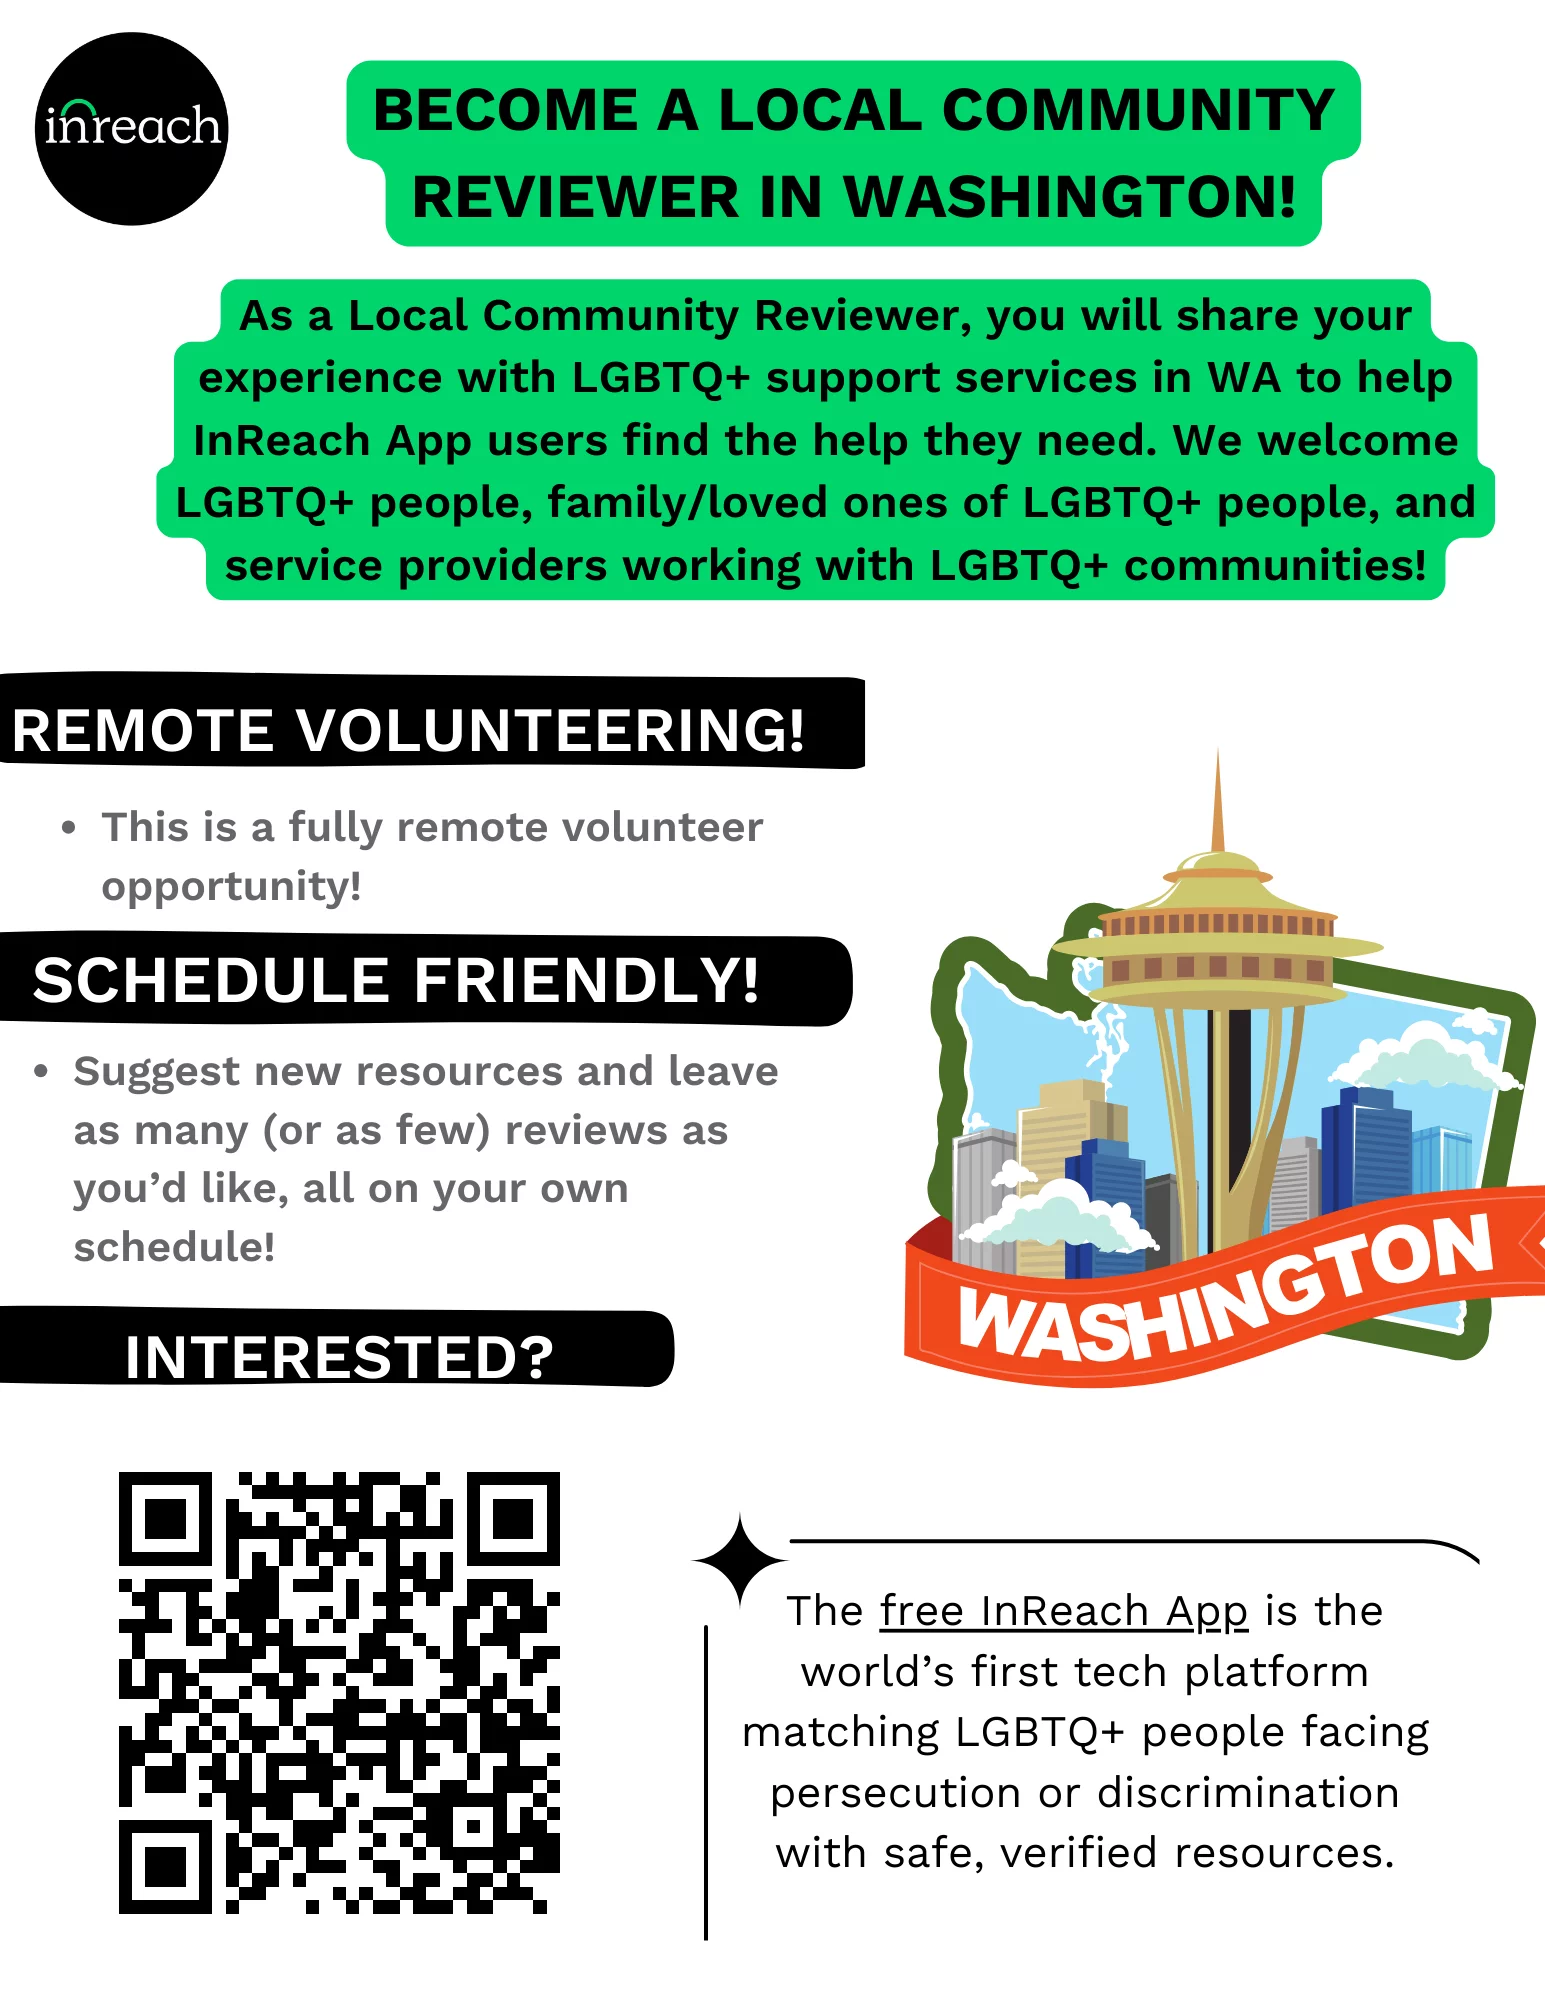 inreach
BECOME A LOCAL COMMUNITY
REVIEWER IN WASHINGTON!
As a Local Community Reviewer, you will share your
experience with LGBTQ+ support services in WA to help
InReach App users find the help they need. We welcome
LGBTQ+ people, family/loved ones of LGBTQ+ people, and
service providers working with LGBTQ+ communities!
REMOTE VOLUNTEERING!
• This is a fully remote volunteer
opportunity!
SCHEDULE FRIENDLY!
• Suggest new resources and leave
as many (or as few) reviews as
you’d like, all on your own
schedule!
WASHINGTON
INTERESTED?
The free InReach App is the
world’s first tech platform
matching LGBTQ+ people facing
persecution or discrimination
with safe, verified resources.